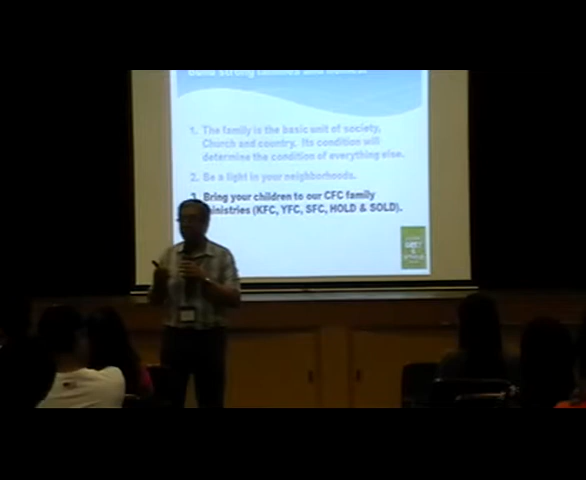 Build strong families and homes.
1. The family is the basic unit of society,
Church and country. Its condition will
determine the condition of everything else.
2. Be a light in your neighborhoods.
Bring your children to our CFC family
ministries (KFC, YFC, SFC, HOLD & SOLD).